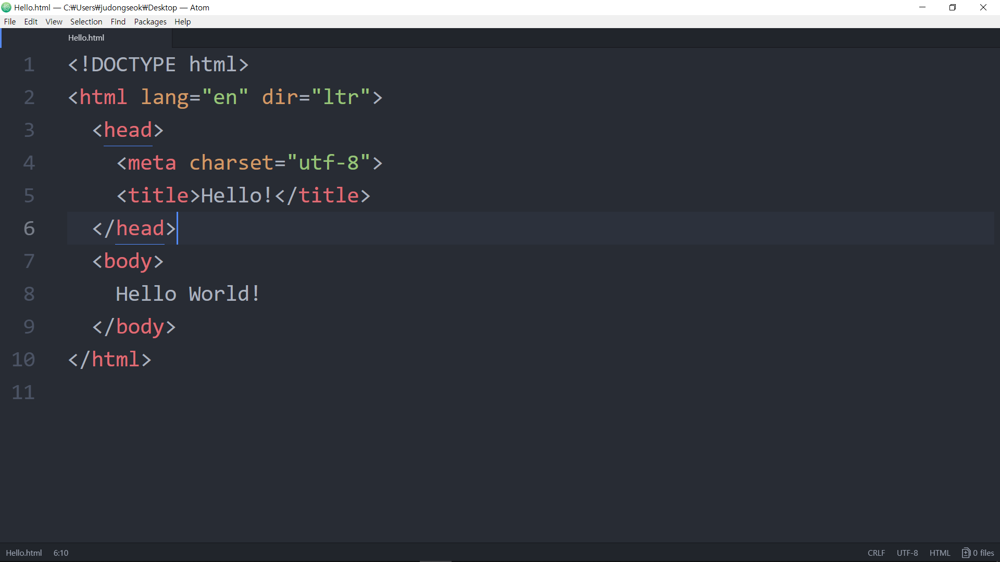 Hello.html — C:₩Users₩judongseok₩Desktop — Atom
File Edit View Selection Find Packages Help
Hello.html
1 <!DOCTYPE html>
2 <html lang="en" dir="ltr">
3 <head>
4 <meta charset="utf-8">
5 <title>Hello!</title>
6 </head>
7 <body>
8 Hello World!
9 </body>
10 </html>
11
Hello.html 6:10 CRLF UTF-8 HTML 0 files